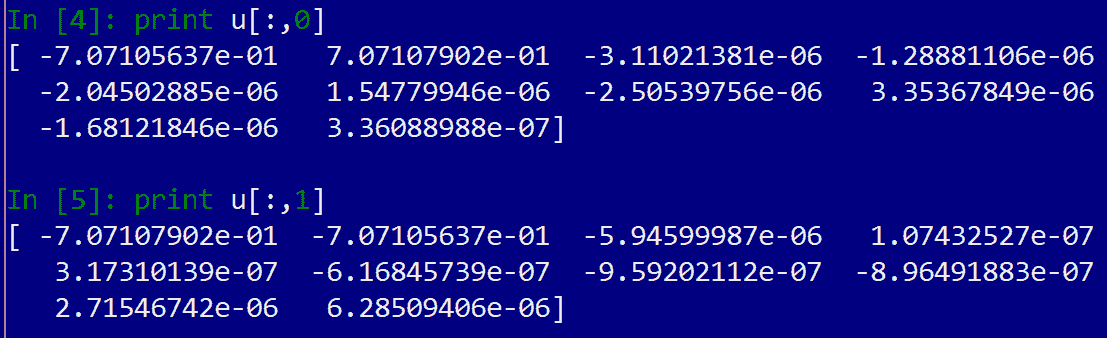 In [4]: print u[:,0]
[ -7.07105637e-01   7.07107902e-01  -3.11021381e-06  -1.28881106e-06
  -2.04502885e-06   1.54779946e-06  -2.50539756e-06   3.35367849e-06
  -1.68121846e-06   3.36088988e-07]
In [5]: print u[:,1]
[ -7.07107902e-01  -7.07105637e-01  -5.94599987e-06   1.07432527e-07
   3.17310139e-07  -6.16845739e-07  -9.59202112e-07  -8.96491883e-07
   2.71546742e-06   6.28509406e-06]